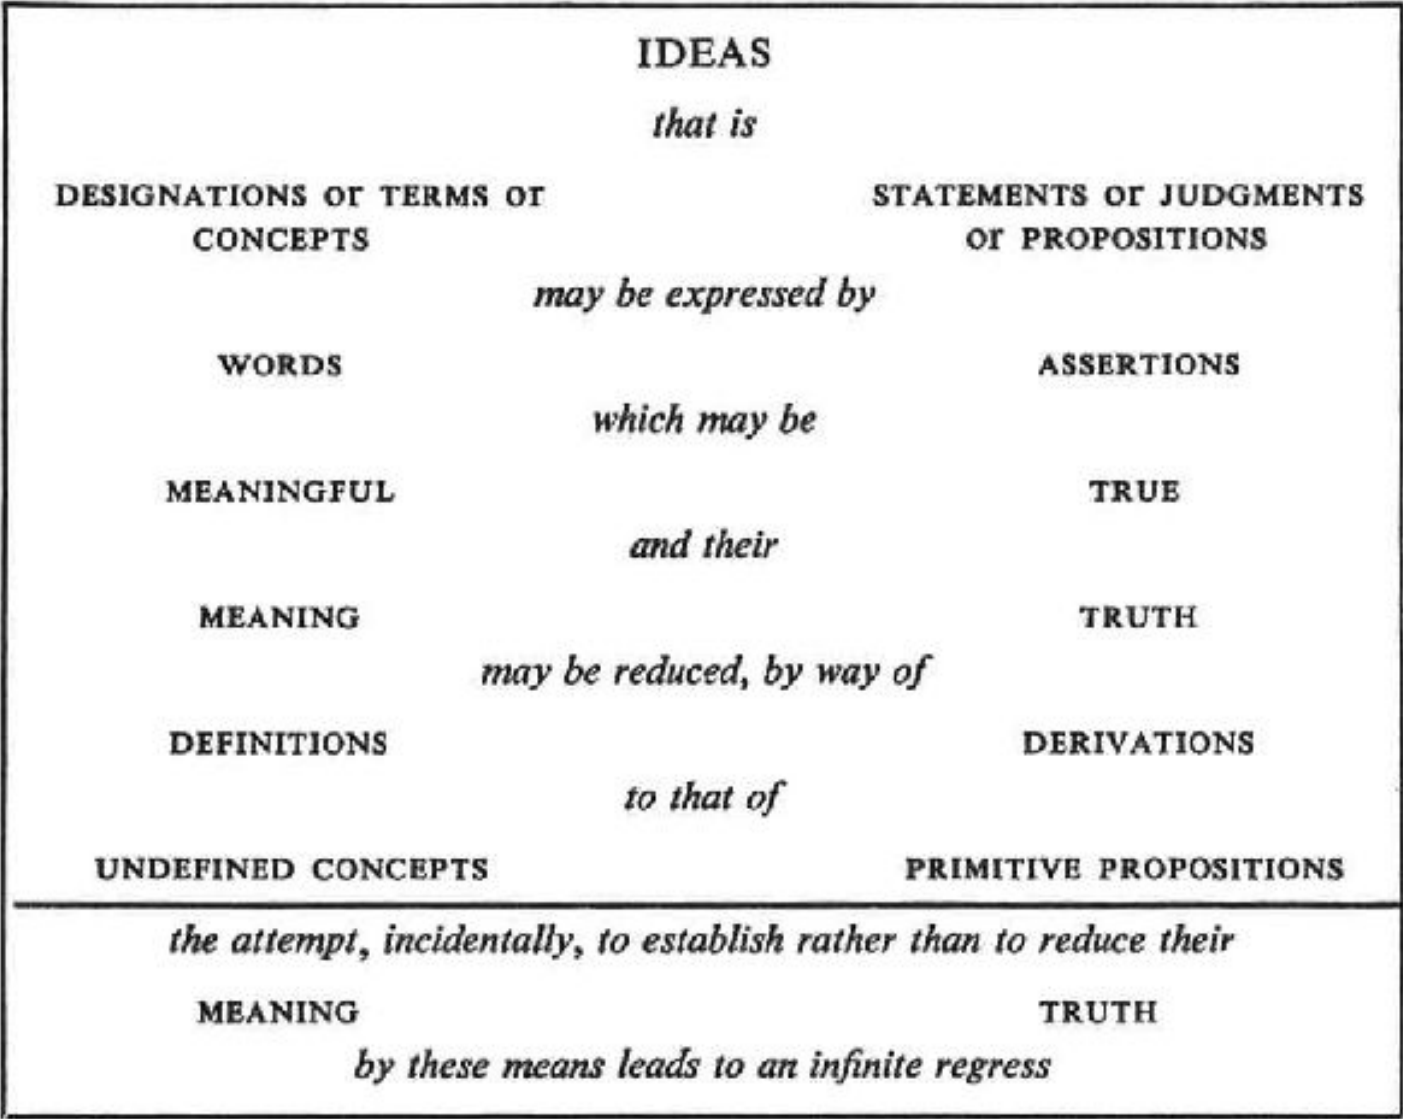 IDEAS
that is
DESIGNATIONS or TERMS or STATEMENTS or JUDGMENTS
CONCEPTS or PROPOSITIONS
may be expressed by
WORDS ASSERTIONS
which may be
MEANINGFUL TRUE
and their
MEANING TRUTH
may be reduced, by way of
DEFINITIONS DERIVATIONS
to that of
UNDEFINED CONCEPTS PRIMITIVE PROPOSITIONS
the attempt, incidentally, to establish rather than to reduce their
MEANING TRUTH
by these means leads to an infinite regress